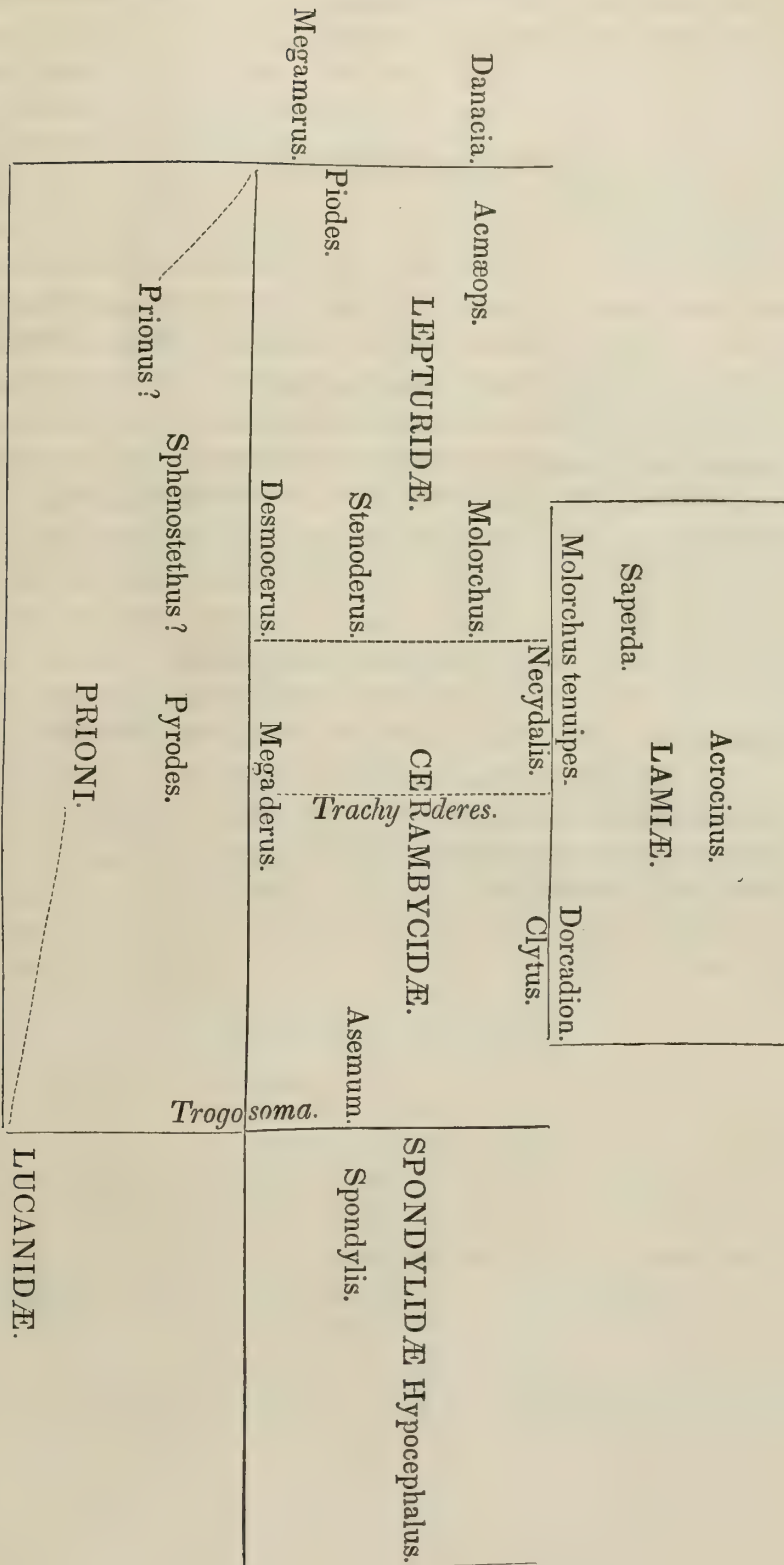 Acrocinus.
LAMIÆ.
Saperda.
Molorchus tenuipes. Dorcadion.
Necydalis. Clytus.
Danacia. Acmæops. Molorchus.
LEPTURIDÆ. CERAMBYCIDÆ. SPONDYLIDÆ Hypocephalus.
Trachyderes.
Piodes. Stenoderus. Asemum. Spondylis.
Megamerus.
Desmocerus. Megaderus.
Trogosoma.
Prionus? Sphenostethus? Pyrodes.
PRIONI.
LUCANIDÆ.